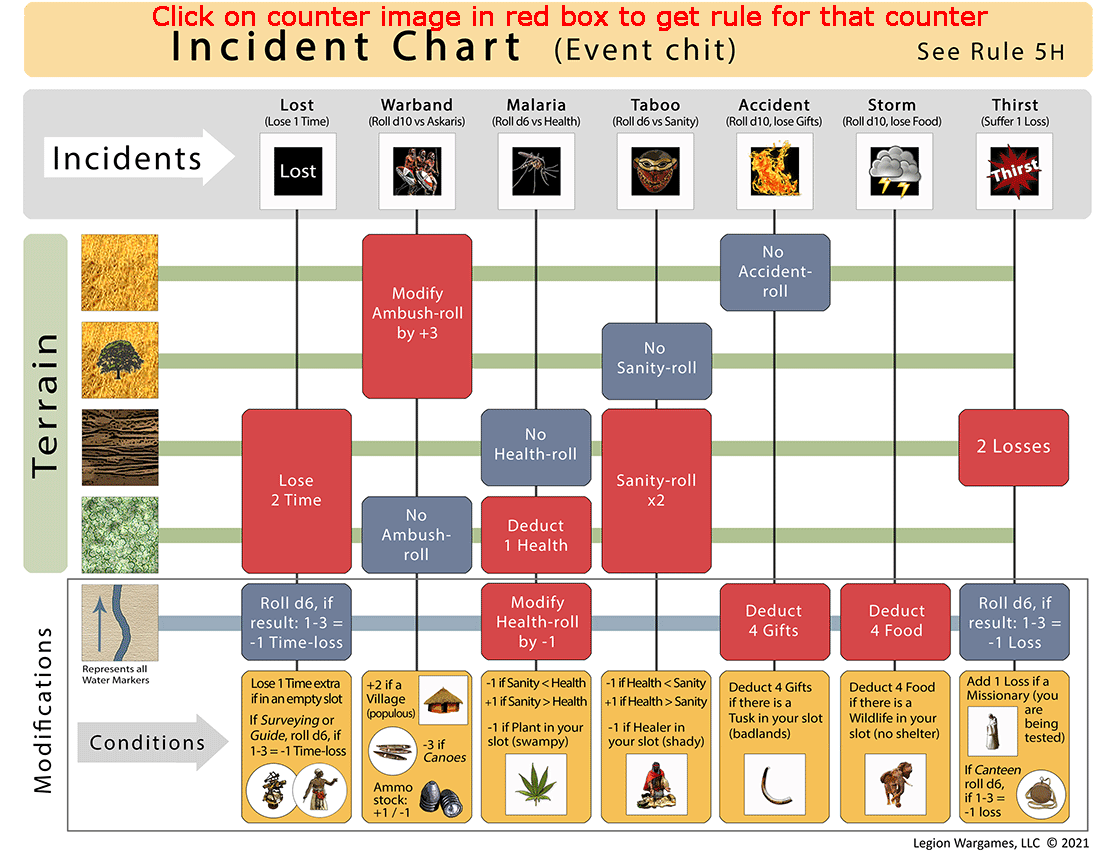 Click on counter image in red box to get rule for that counter
Incident Chart (Event chit)
See Rule 5H
Incidents
Lost
(Lose 1 Time)
Lost
Warband
(Roll d10 vs Askaris)
Malaria
(Roll d6 vs Health)
Taboo
(Roll d6 vs Sanity)
Accident
(Roll d10, lose Gifts)
Storm
(Roll d10, lose Food)
Thirst
(Suffer 1 Loss)
Thirst
Terrain
Modify
Ambush-roll
by +3
No
Accident-
roll
No
Sanity-roll
Lose
2 Time
No
Health-roll
Sanity-roll
x2
2 Losses
No
Ambush-
roll
Deduct
1 Health
Modifications
Represents all
Water Markers
Roll d6, if
result: 1-3 =
-1 Time-loss
Modify
Health-roll
by -1
Deduct
4 Gifts
Deduct
4 Food
Roll d6, if
result: 1-3 =
-1 Loss
Conditions
Lose 1 Time extra
if in an empty slot
If Surveying or
Guide, roll d6, if
1-3 = -1 Time-loss
+2 if a
Village
(populous)
-3 if
Canoes
Ammo
stock:
+1 / -1
-1 if Sanity < Health
+1 if Sanity > Health
-1 if Plant in your
slot (swampy)
-1 if Health < Sanity
+1 if Health > Sanity
-1 if Healer in
your slot (shady)
Deduct 4 Gifts
if there is a
Tusk in your slot
(badlands)
Deduct 4 Food
if there is a
Wildlife in your
slot (no shelter)
Add 1 Loss if a
Missionary (you
are
being
tested)
If Canteen
roll d6,
if 1-3 =
-1 loss
Legion Wargames, LLC © 2021